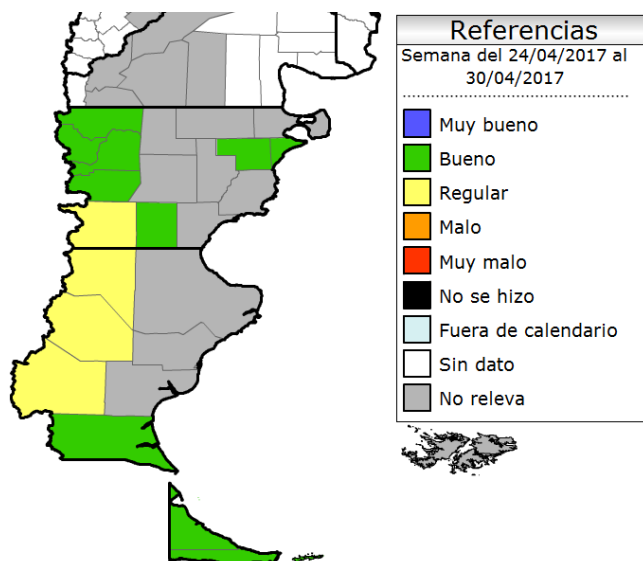 Referencias
Semana del 24/04/2017 al
30/04/2017
Muy bueno
Bueno
Regular
Malo
Muy malo
No se hizo
Fuera de calendario
Sin dato
No releva